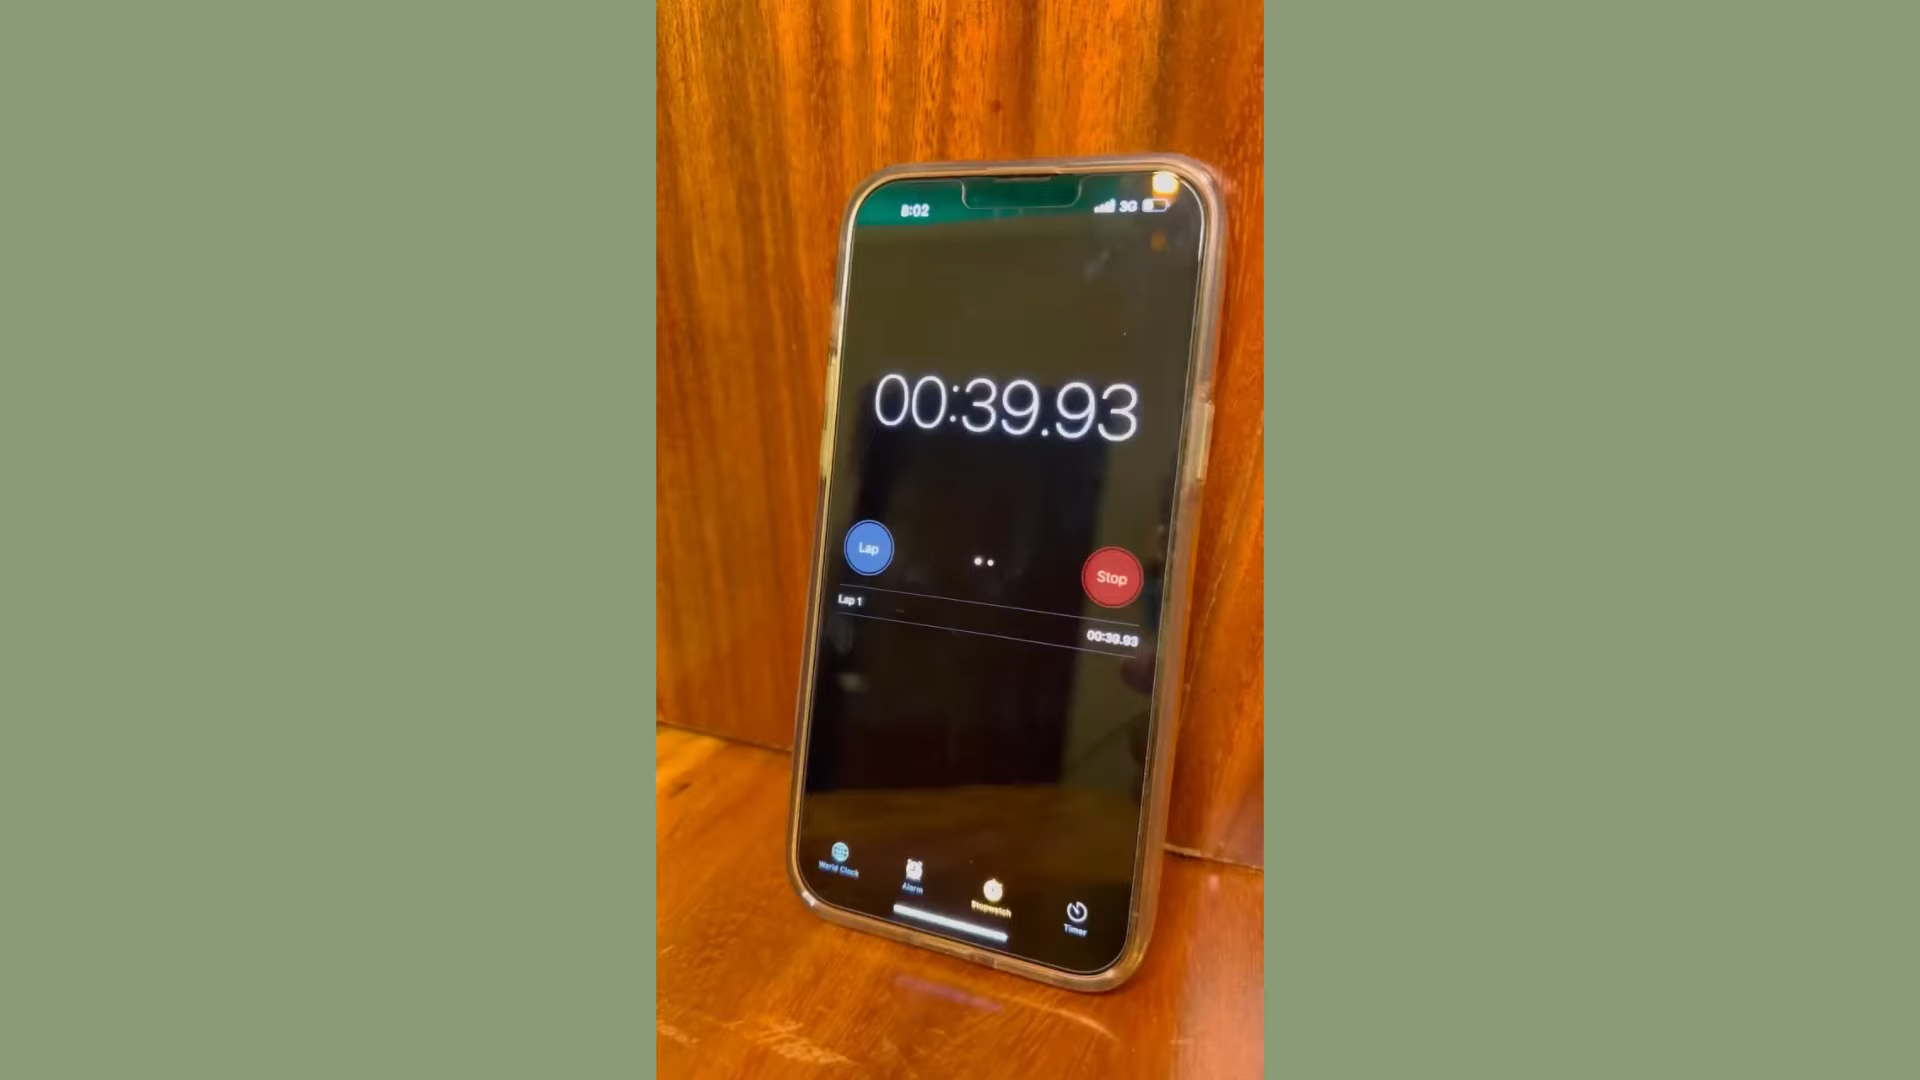 8:02 3G
00:39.93
Lap Stop
Lap 1 00:39.93
World Clock Alarm Stopwatch Timer